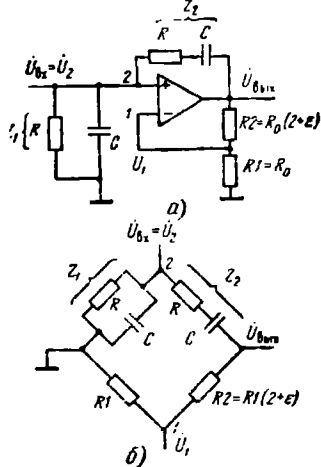 Z₂
R C
U̇вх=U̇₂ 2 + U̇вых
1 −
R C
U₁
R2=R₀(2+ε)
R1=R₀
а)
U̇вх=U̇₂
2
Z₁ Z₂
R R
C C
U̇вых
R1 R2=R1(2+ε)
U̇₁
б)